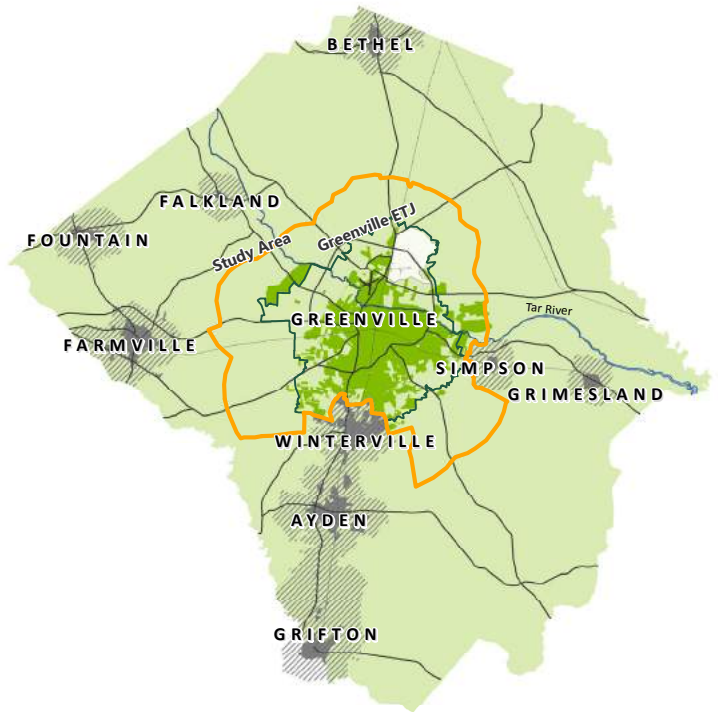 BETHEL
FALKLAND
FOUNTAIN
Study Area
Greenville ETJ
Tar River
GREENVILLE
FARMVILLE
SIMPSON
GRIMESLAND
WINTERVILLE
AYDEN
GRIFTON